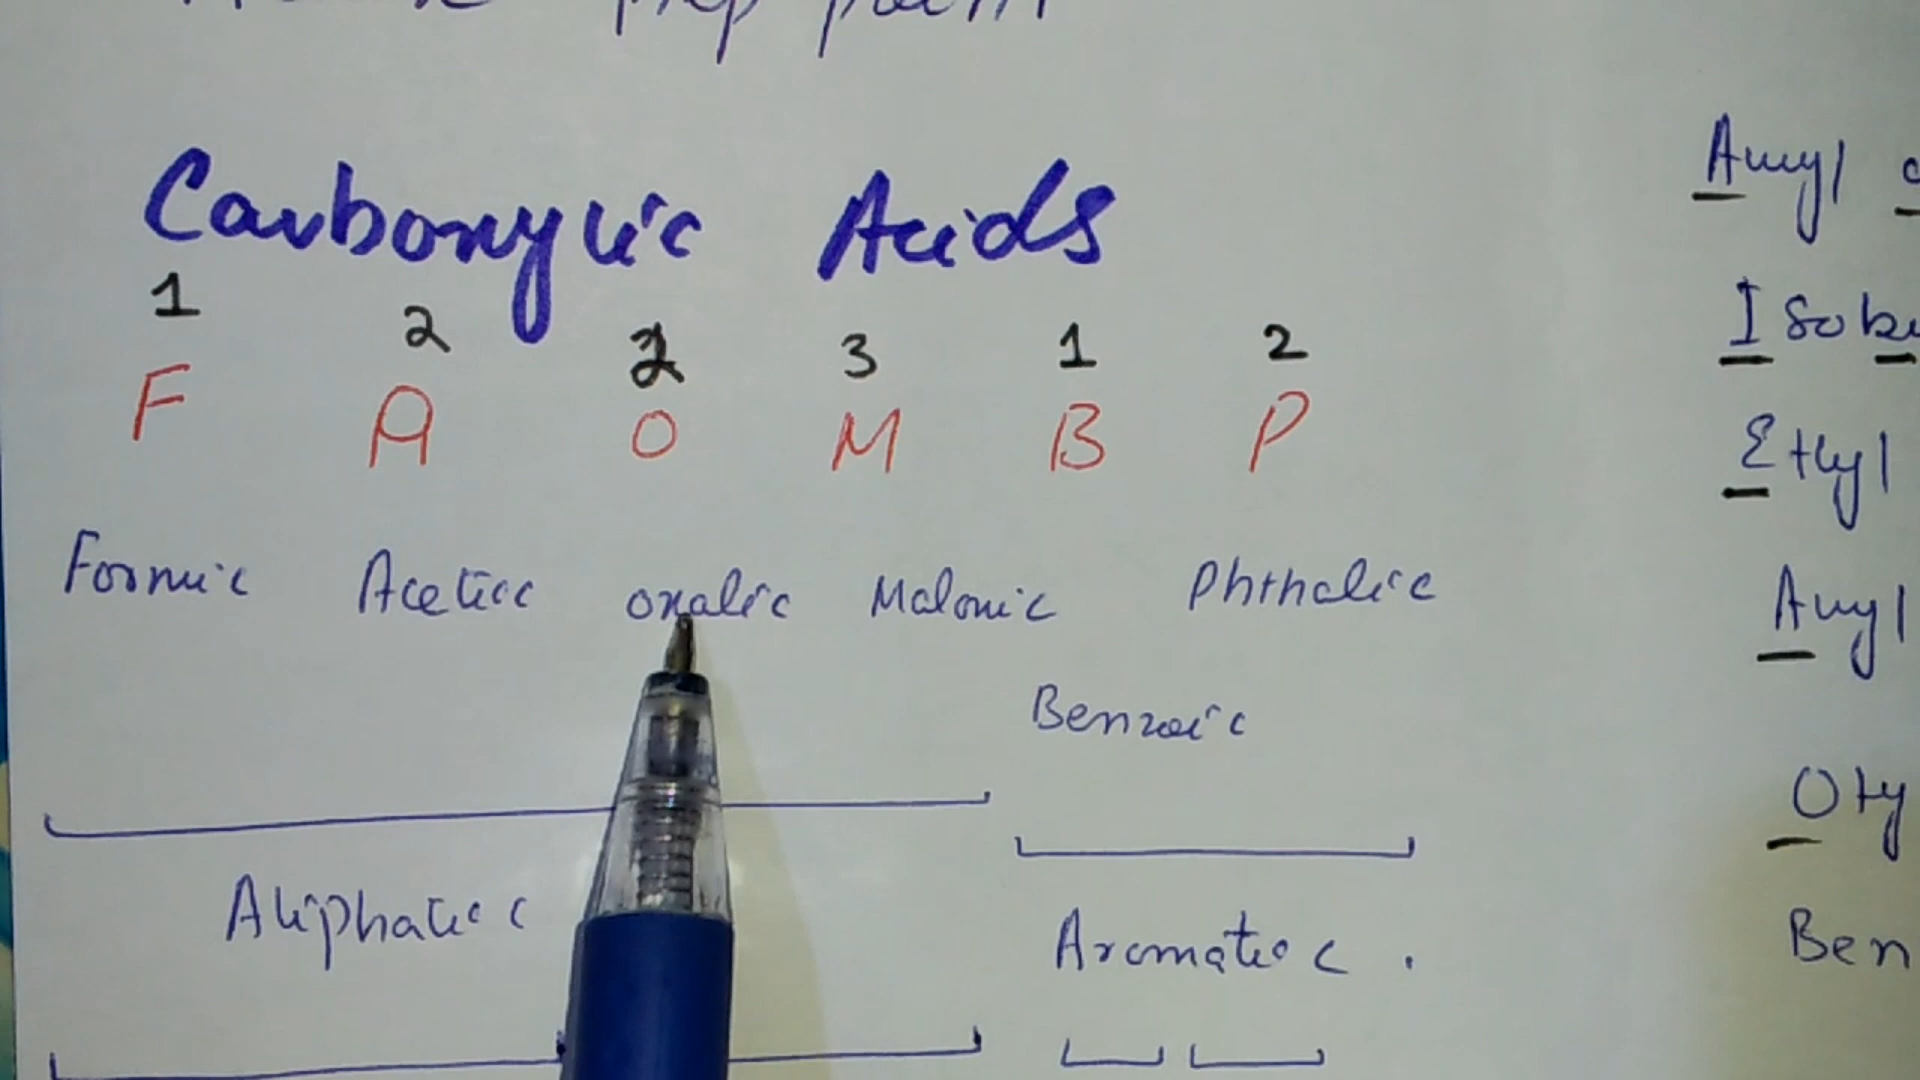 Carboxylic Acids
1 2 2 3 1 2
F A O M B P
Formic Acetic oxalic Malonic Phthalic
Benzoic
Aliphatic
Aromatic .
Amyl
Isobu
Ethyl
Amyl
Ben